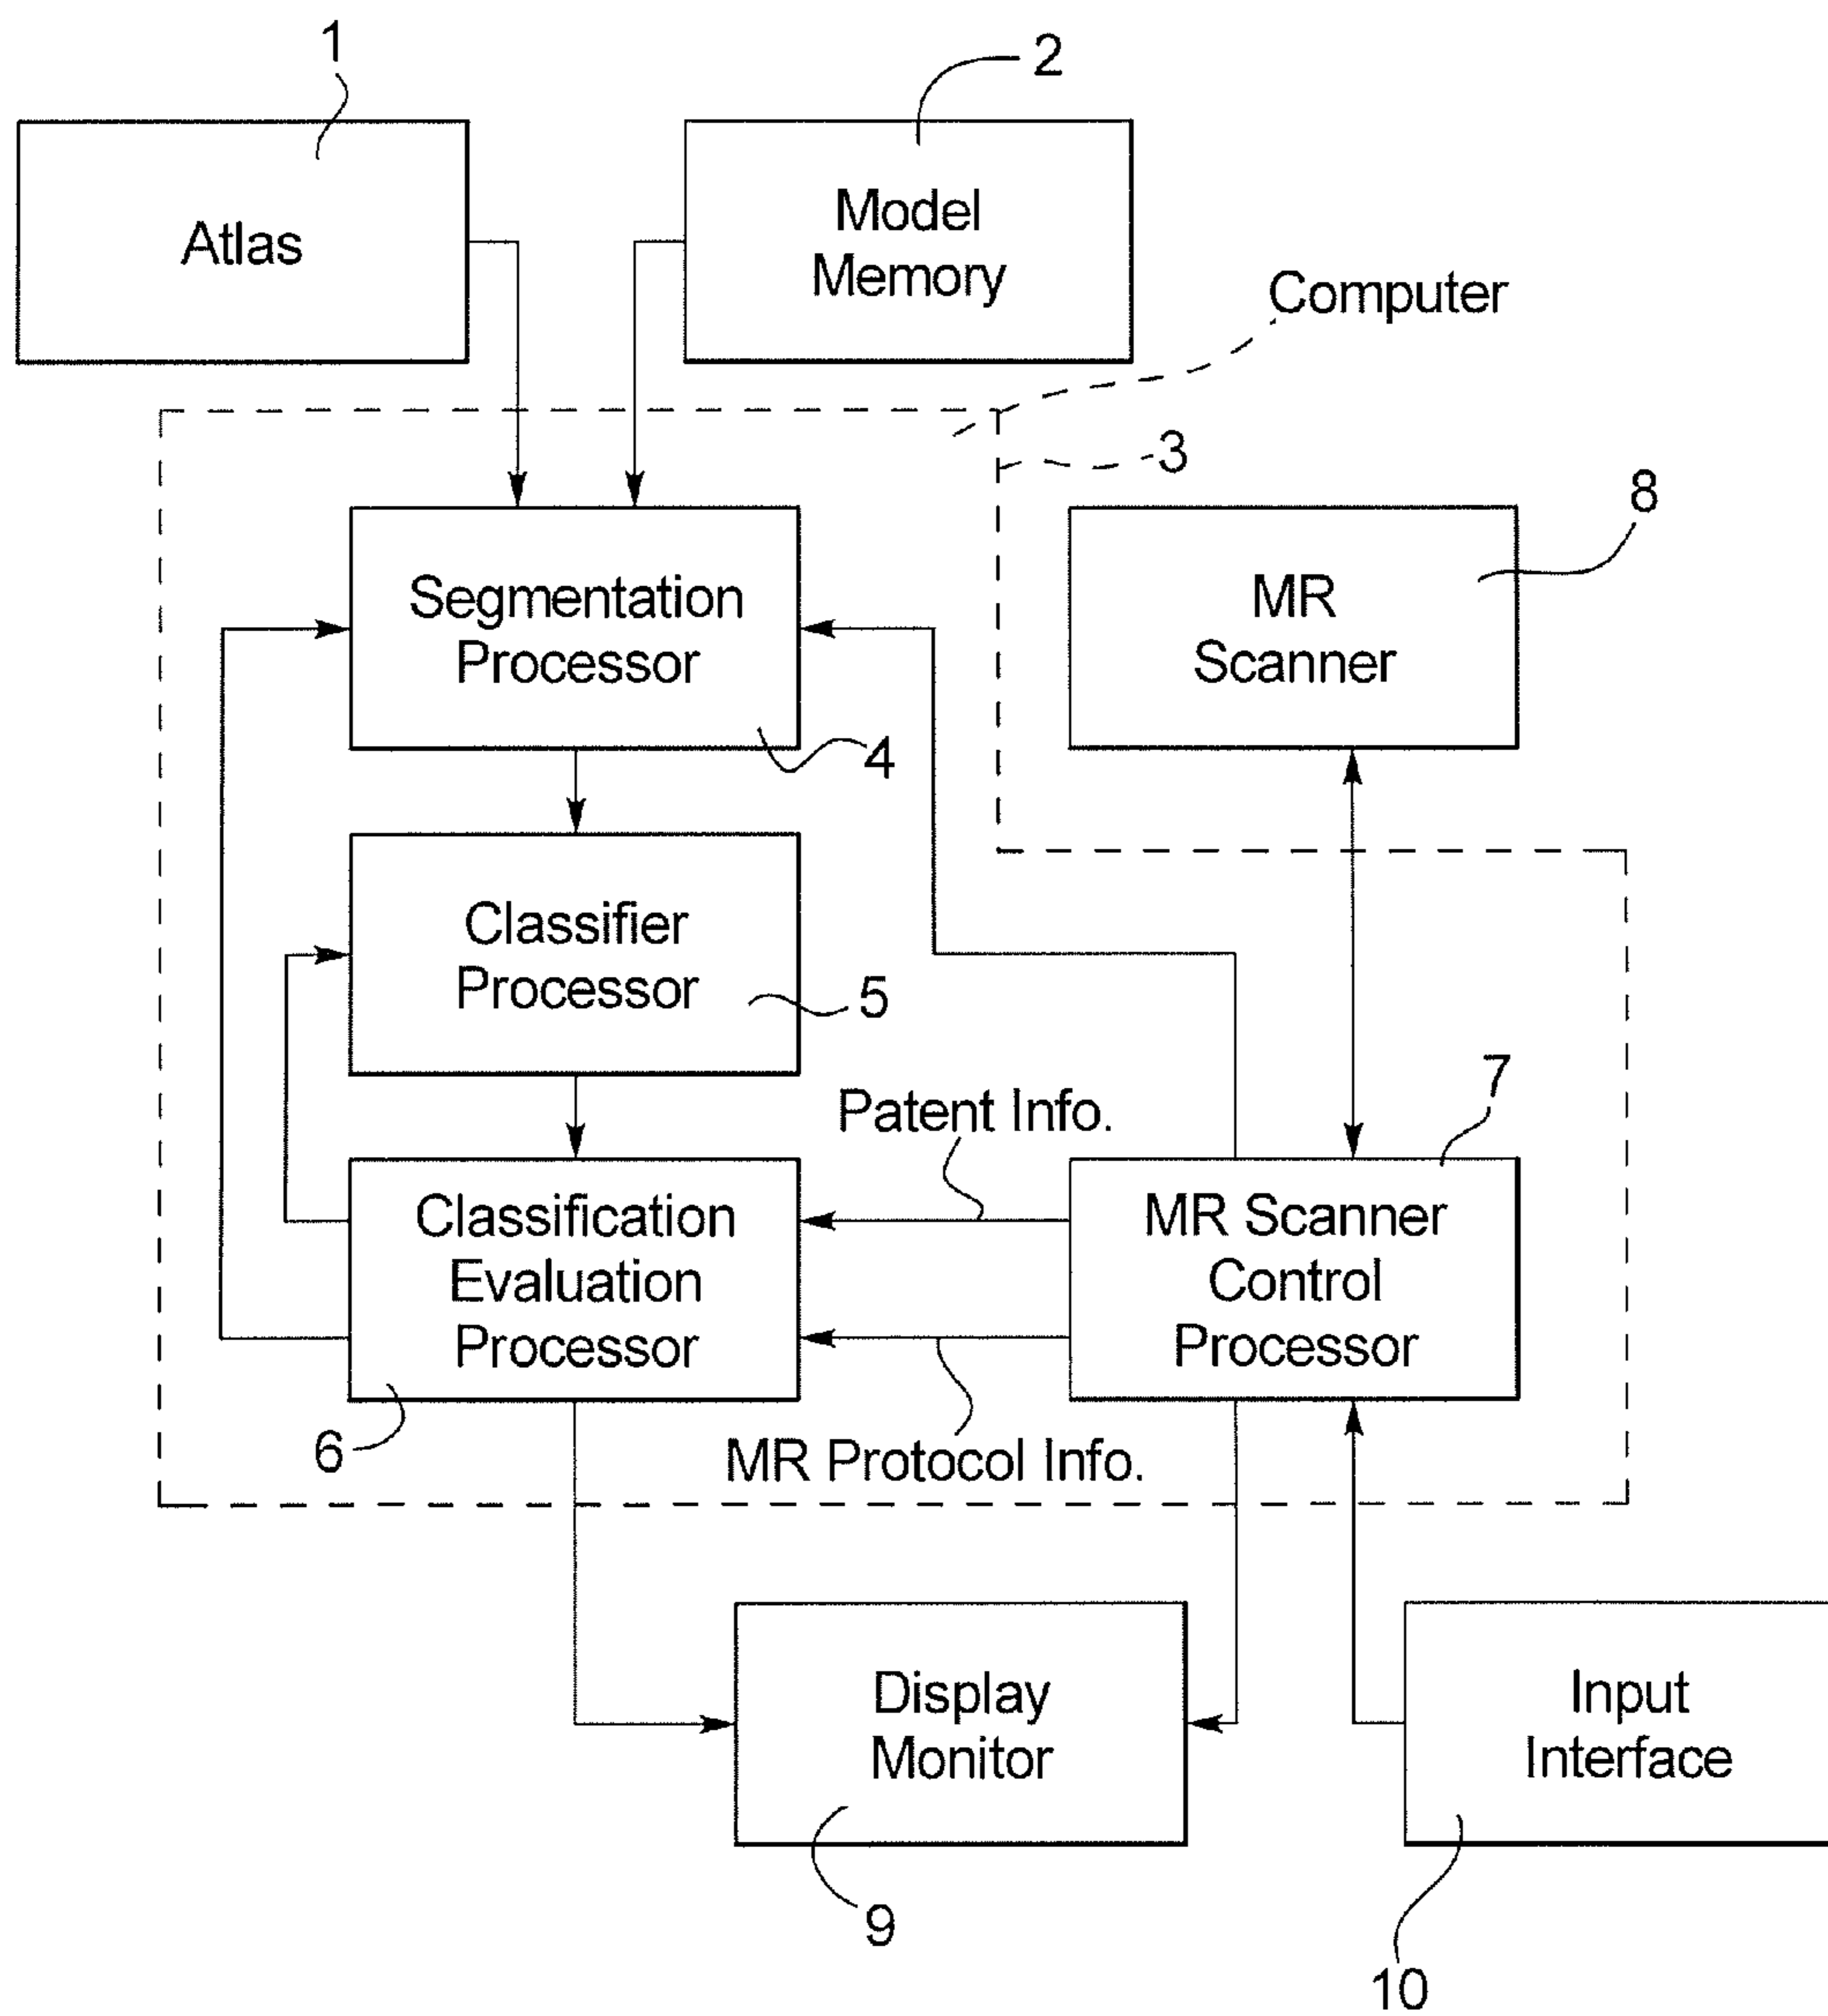 1
2
Atlas
Model
Memory
Computer
3
8
Segmentation
Processor
MR
Scanner
4
Classifier
Processor
5
7
Patent Info.
Classification
Evaluation
Processor
MR Scanner
Control
Processor
6
MR Protocol Info.
Display
Monitor
Input
Interface
9
10